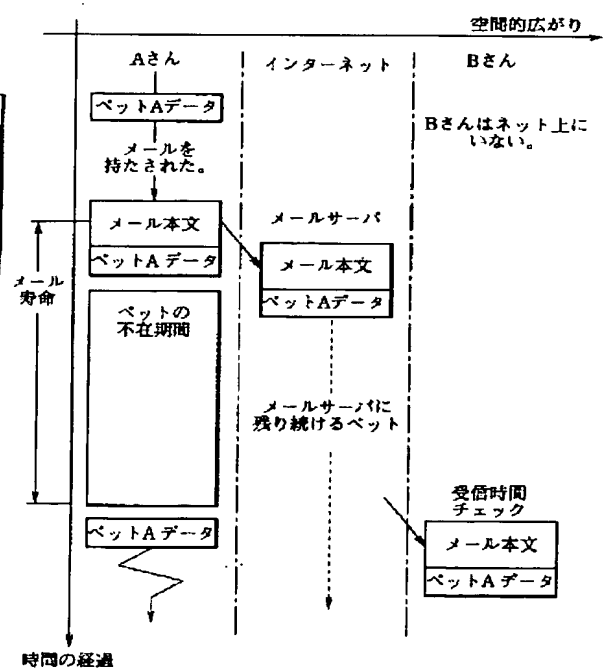 空間的広がり
Aさん
インターネット
Bさん
ペットAデータ
Bさんはネット上に
いない。
メールを
持たされた。
メール本文
ペットAデータ
メールサーバ
メール本文
ペットAデータ
メール
寿命
ペットの
不在期間
メールサーバに
残り続けるペット
受信時間
チェック
メール本文
ペットAデータ
ペットAデータ
時間の経過